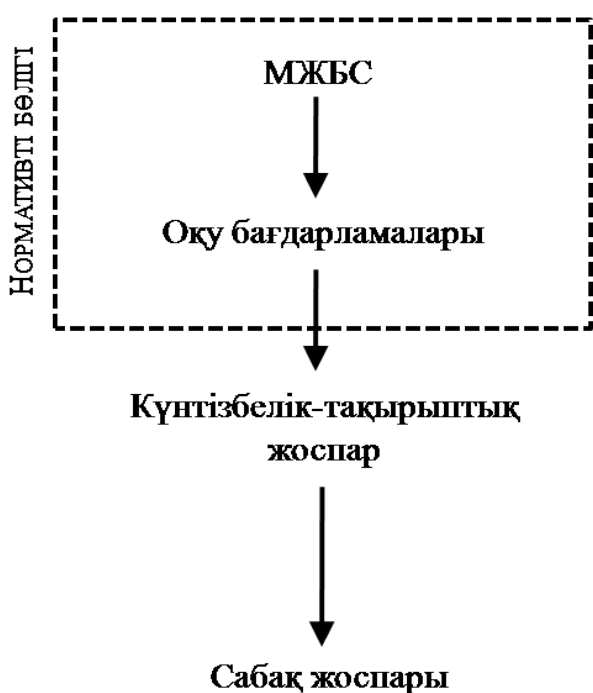 НОРМАТИВТІ БӨЛІГІ
МЖБС
Оқу бағдарламалары
Күнтізбелік-тақырыптық
жоспар
Сабақ жоспары